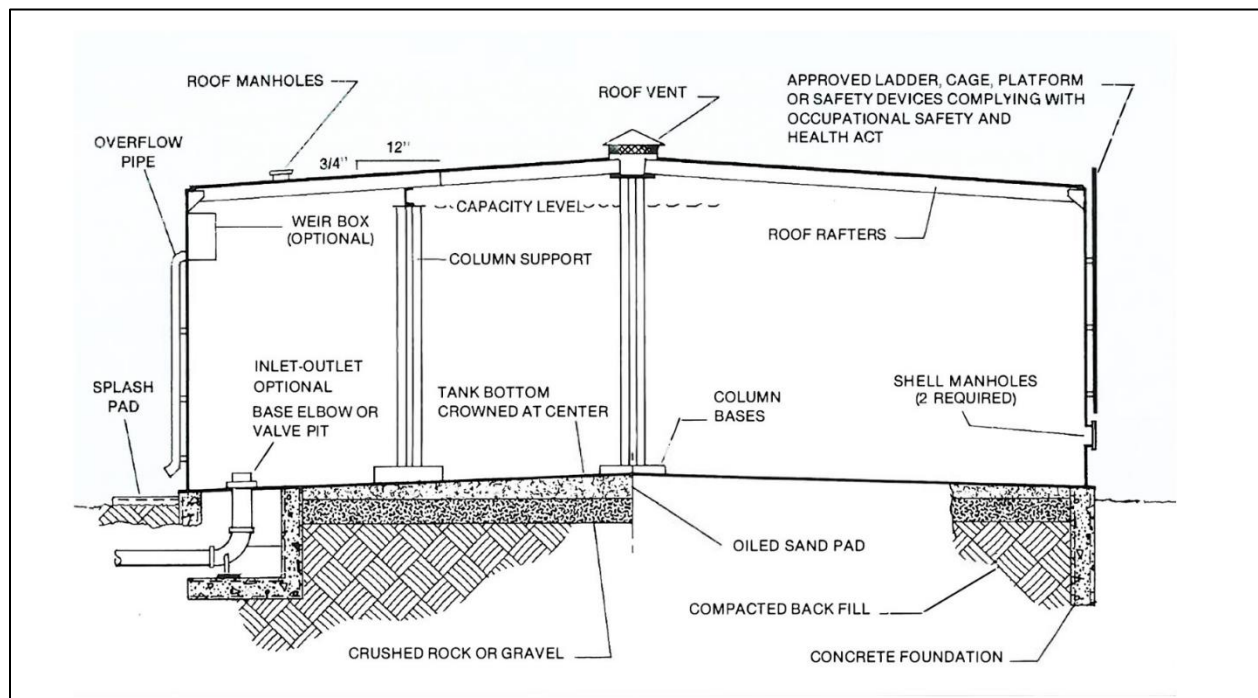 ROOF MANHOLES
ROOF VENT
APPROVED LADDER, CAGE, PLATFORM
OR SAFETY DEVICES COMPLYING WITH
OCCUPATIONAL SAFETY AND
HEALTH ACT
OVERFLOW
PIPE
12"
3/4"
CAPACITY LEVEL
WEIR BOX
(OPTIONAL)
ROOF RAFTERS
COLUMN SUPPORT
INLET-OUTLET
OPTIONAL
BASE ELBOW OR
VALVE PIT
SPLASH
PAD
TANK BOTTOM
CROWNED AT CENTER
COLUMN
BASES
SHELL MANHOLES
(2 REQUIRED)
OILED SAND PAD
COMPACTED BACK FILL
CRUSHED ROCK OR GRAVEL
CONCRETE FOUNDATION